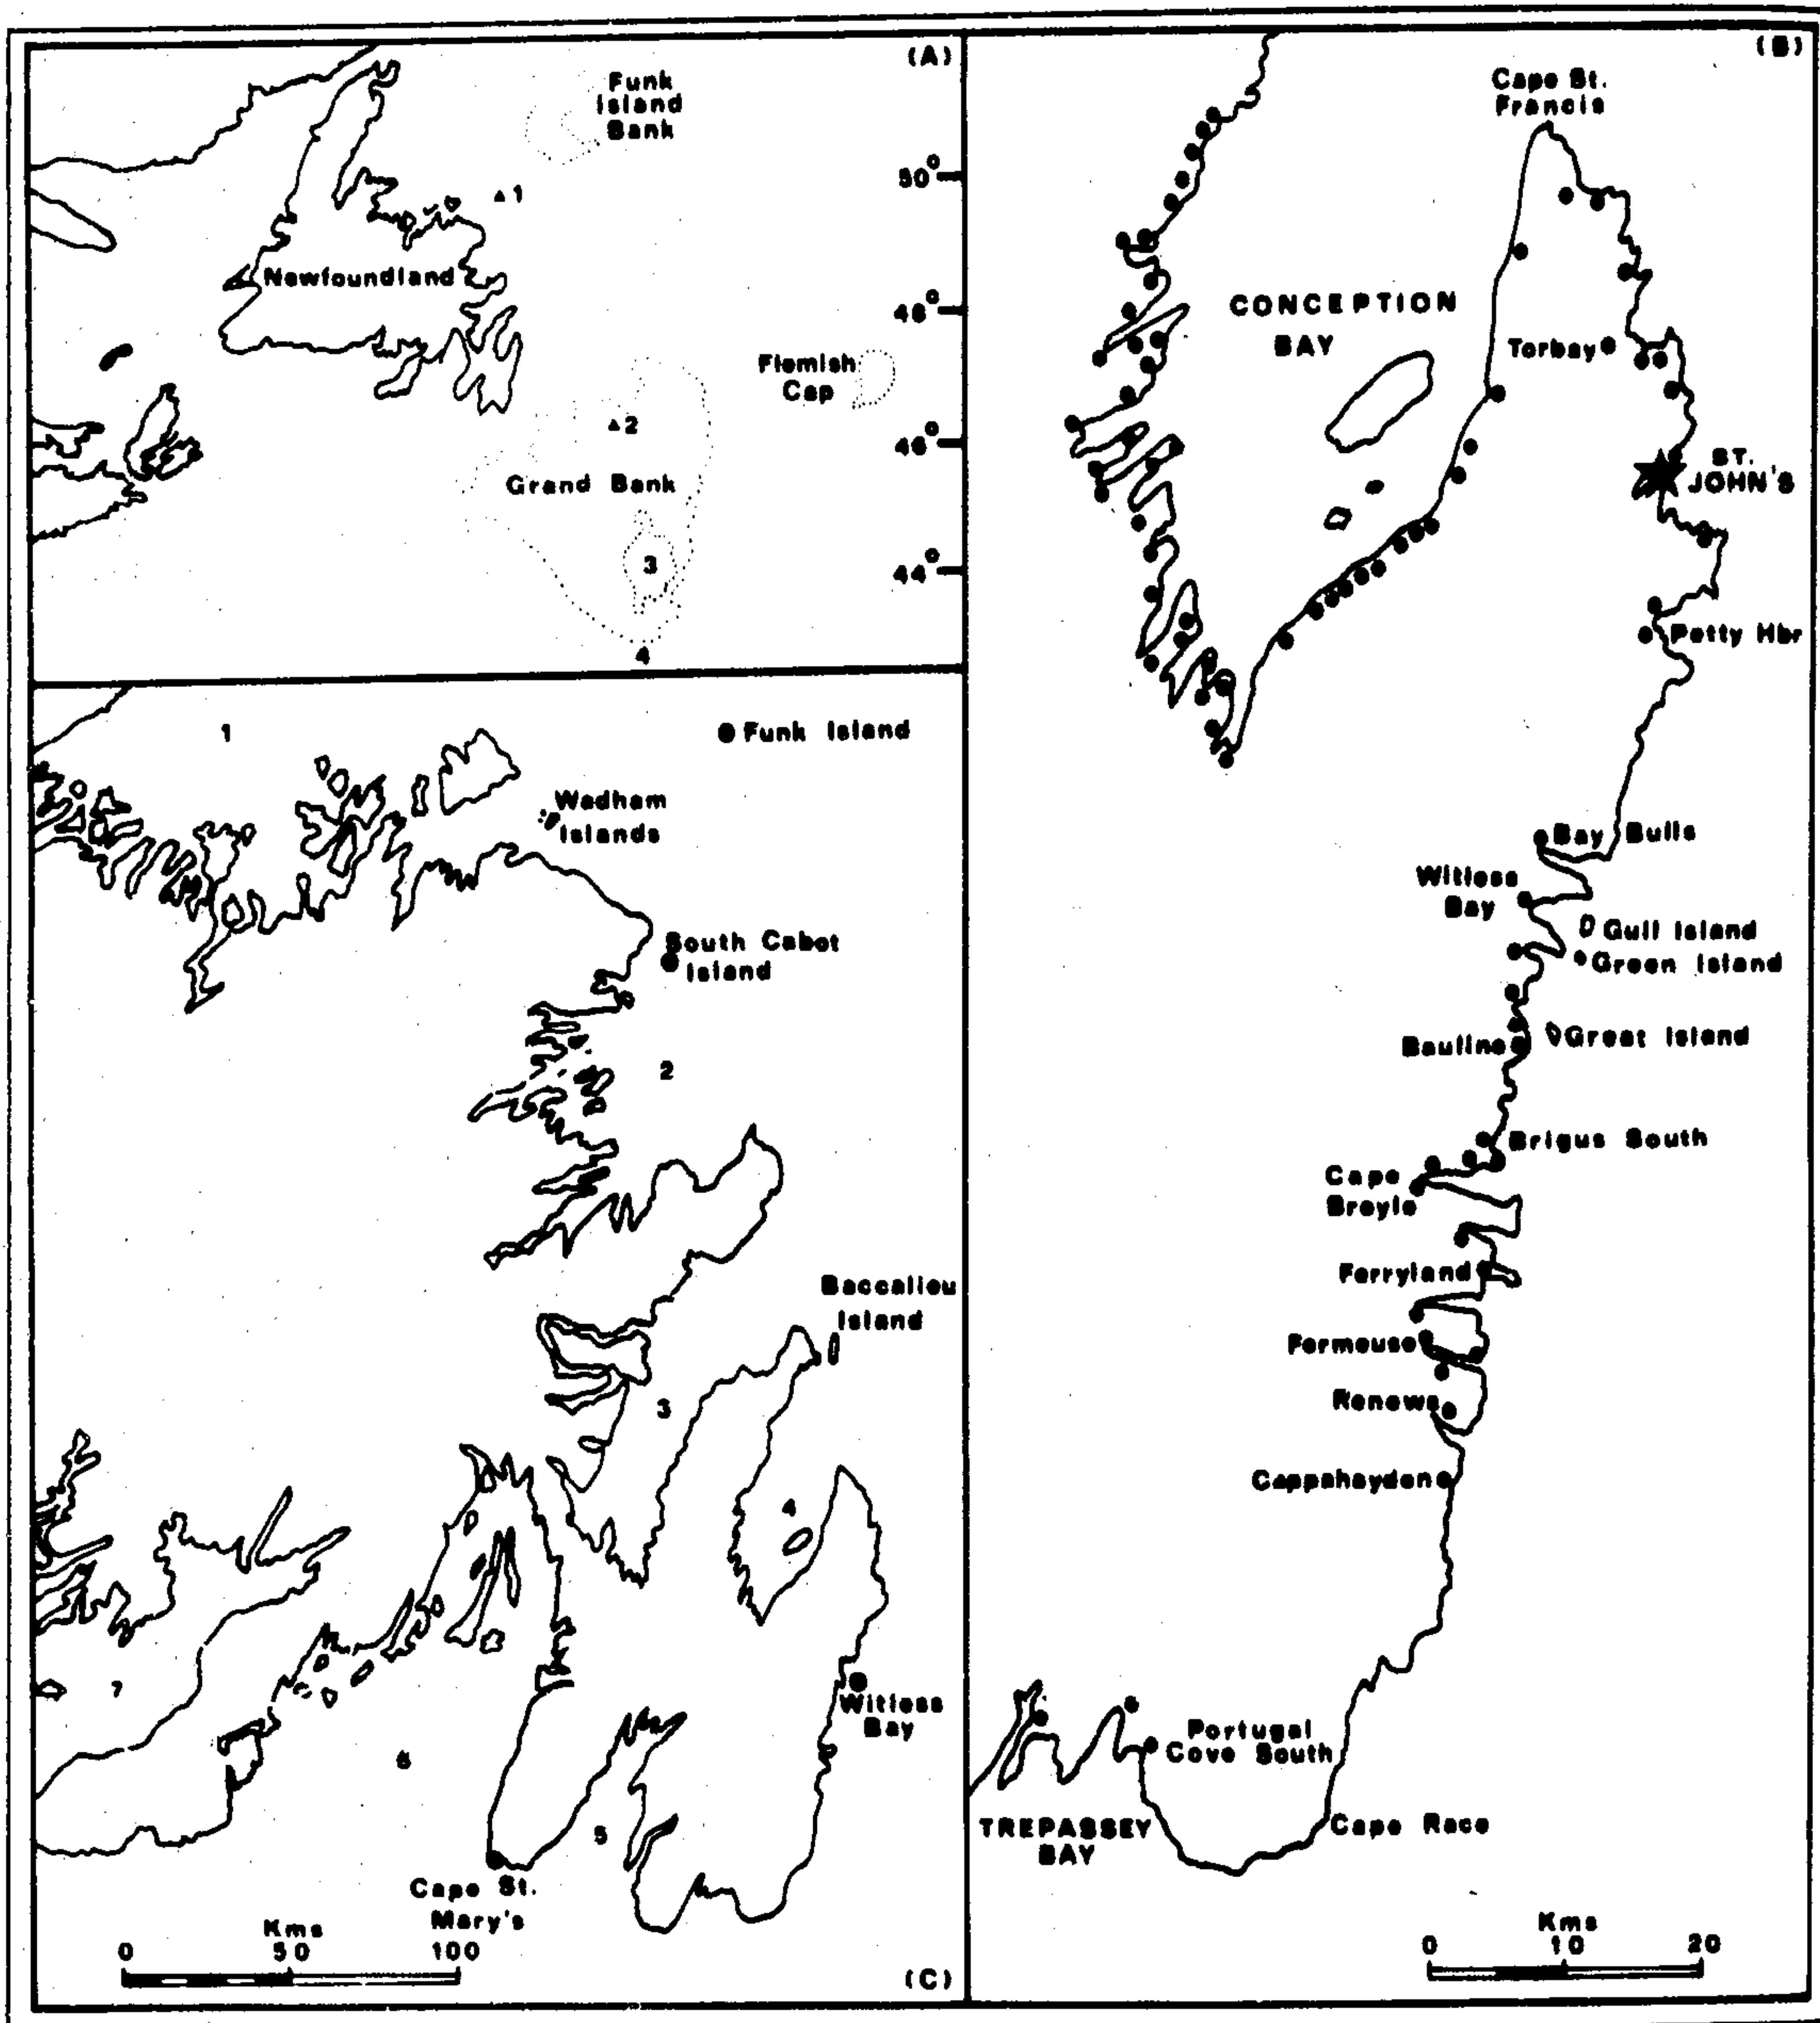 (A)
Funk
Island
Bank
50°
1
Newfoundland
48°
Flemish
Cap
2
46°
Grand Bank
3
44°
4
(B)
Cape St.
Francis
CONCEPTION
BAY
Torbay
ST.
JOHN'S
Petty Hbr
Bay Bulls
Witless
Bay
Gull Island
Green Island
Great Island
Bauline
Brigus South
Cape
Broyle
Ferryland
Fermeuse
Renews
Cappahayden
Portugal
Cove South
TREPASSEY
BAY
Cape Race
Kms
0 10 20
1
Funk Island
Wadham
Islands
South Cabot
Island
2
Baccalieu
Island
3
4
7
Witless
Bay
6
5
Cape St.
Mary's
Kms
0 50 100
(C)